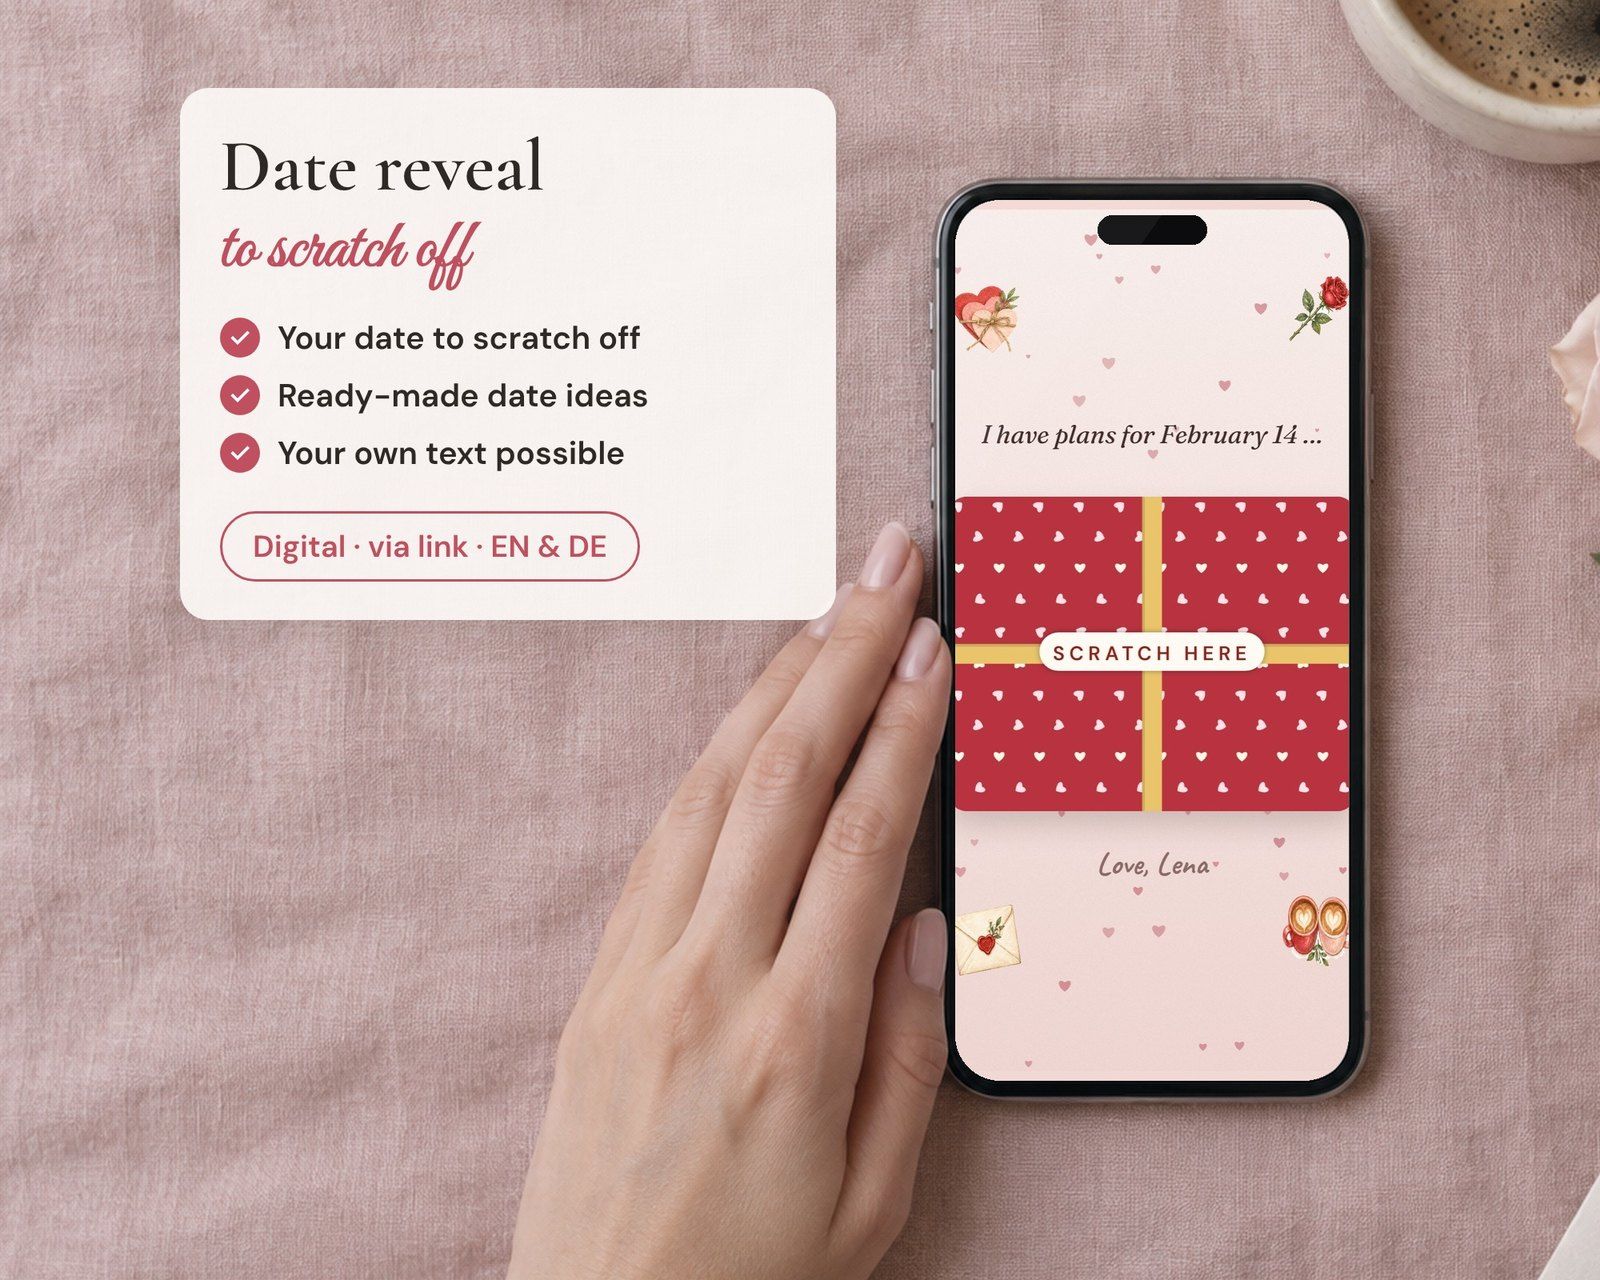 Date reveal
to scratch off
Your date to scratch off
Ready-made date ideas
Your own text possible
Digital · via link · EN & DE
I have plans for February 14 ...
SCRATCH HERE
Love, Lena